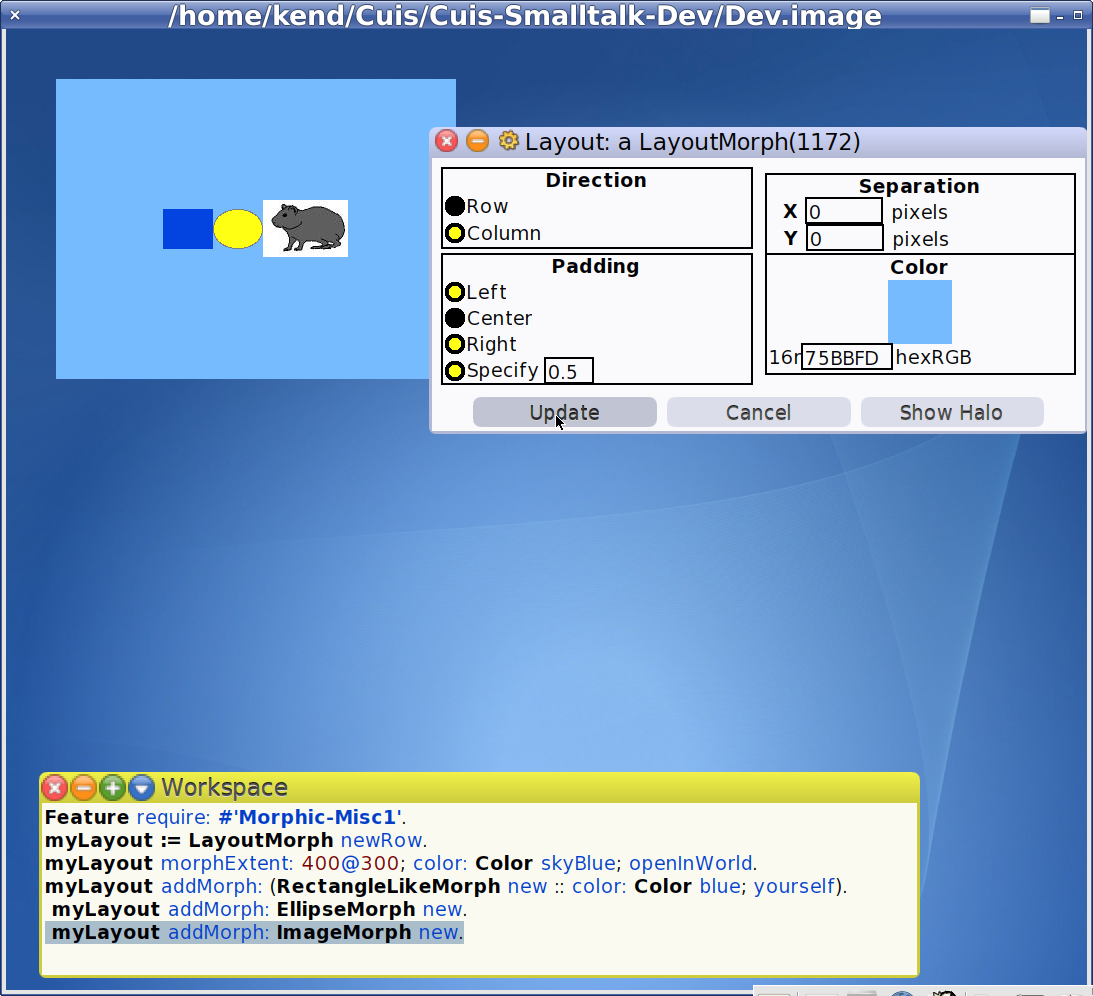 /home/kend/Cuis/Cuis-Smalltalk-Dev/Dev.image
Layout: a LayoutMorph(1172)
Direction
Row
Column
Padding
Left
Center
Right
Specify 0.5
Separation
X 0 pixels
Y 0 pixels
Color
16r 75BBFD hexRGB
Update Cancel Show Halo
Workspace
Feature require: #'Morphic-Misc1'.
myLayout := LayoutMorph newRow.
myLayout morphExtent: 400@300; color: Color skyBlue; openInWorld.
myLayout addMorph: (RectangleLikeMorph new :: color: Color blue; yourself).
myLayout addMorph: EllipseMorph new.
myLayout addMorph: ImageMorph new.